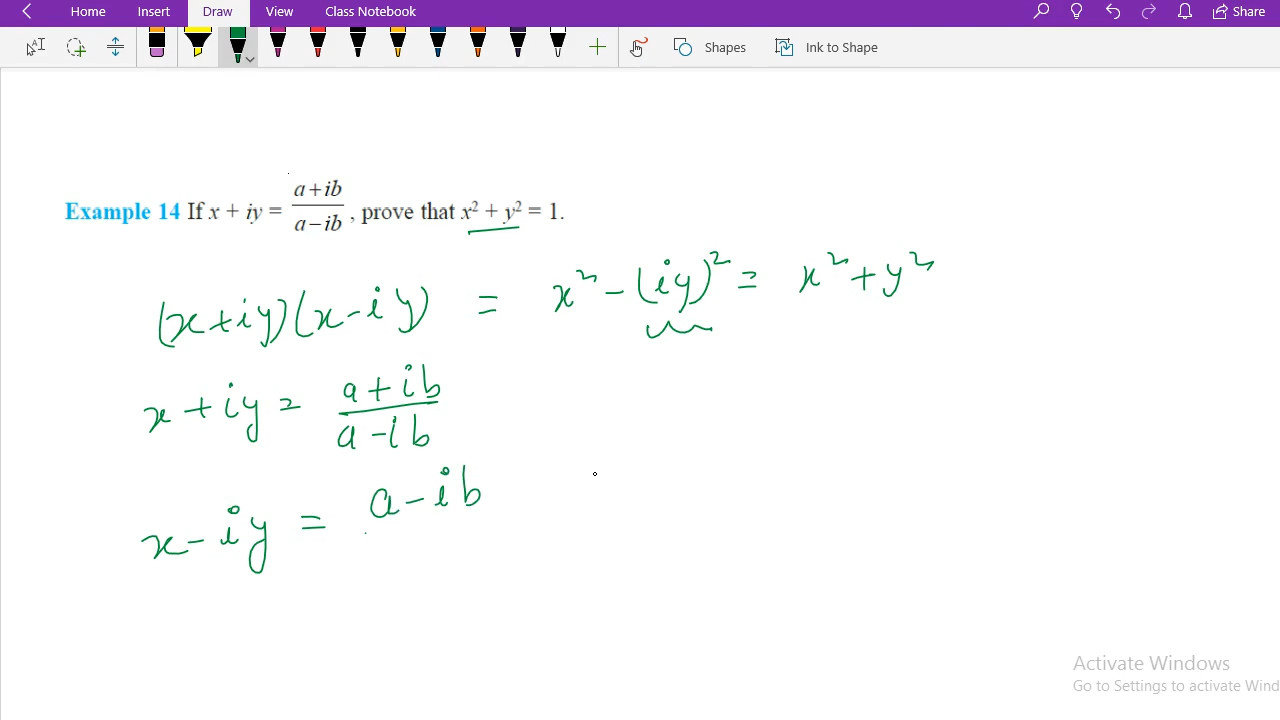 Home Insert Draw View Class Notebook Share
Shapes Ink to Shape
Example 14 If x + iy = (a+ib)/(a−ib), prove that x² + y² = 1.
(x+iy)(x-iy) = x² - (iy)² = x² + y²
x + iy = (a+ib)/(a-ib)
x - iy = a - ib
Activate Windows
Go to Settings to activate Wind